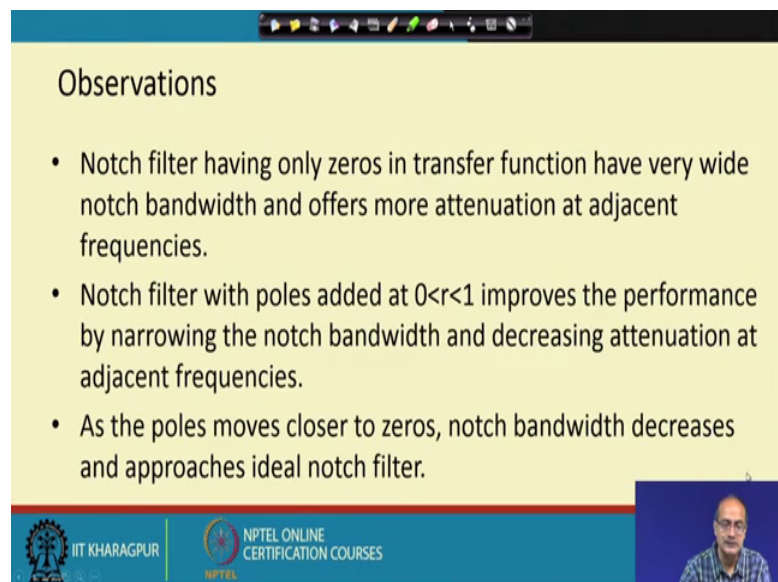 Observations
• Notch filter having only zeros in transfer function have very wide
notch bandwidth and offers more attenuation at adjacent
frequencies.
• Notch filter with poles added at 0<r<1 improves the performance
by narrowing the notch bandwidth and decreasing attenuation at
adjacent frequencies.
• As the poles moves closer to zeros, notch bandwidth decreases
and approaches ideal notch filter.
IIT KHARAGPUR
NPTEL
NPTEL ONLINE
CERTIFICATION COURSES